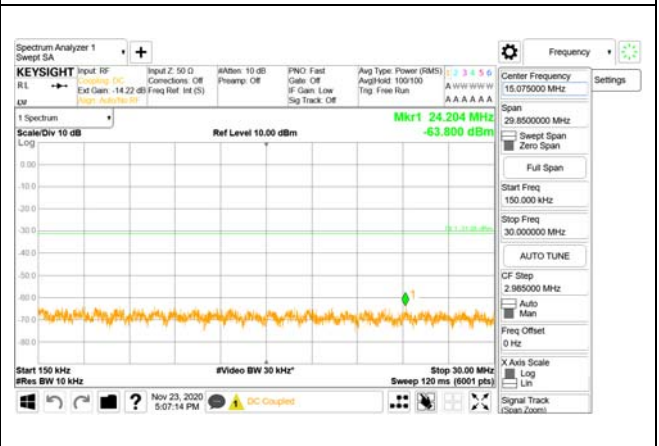 Spectrum Analyzer 1
Swept SA
+
Frequency
KEYSIGHT
RL
Input: RF
Coupling: DC
Ext Gain: -14.22 dB
Align: Auto/No RF
Input Z: 50 Ω
Corrections: Off
Freq Ref: Int (S)
#Atten: 10 dB
Preamp: Off
PNO: Fast
Gate: Off
IF Gain: Low
Sig Track: Off
Avg Type: Power (RMS)
Avg|Hold: 100/100
Trig: Free Run
1 2 3 4 5 6
A W W W W W
A A A A A A
1 Spectrum
Scale/Div 10 dB
Log
Ref Level 10.00 dBm
Mkr1 24.204 MHz
-63.800 dBm
0.00
-10.0
-20.0
-30.0
-40.0
-50.0
-60.0
-70.0
-80.0
1
Start 150 kHz
#Res BW 10 kHz
#Video BW 30 kHz*
Stop 30.00 MHz
Sweep 120 ms (6001 pts)
?
Nov 23, 2020
5:07:14 PM
DC Coupled
Settings
Center Frequency
15.075000 MHz
Span
29.8500000 MHz
Swept Span
Zero Span
Full Span
Start Freq
150.000 kHz
Stop Freq
30.000000 MHz
AUTO TUNE
CF Step
2.985000 MHz
Auto
Man
Freq Offset
0 Hz
X Axis Scale
Log
Lin
Signal Track
(Span Zoom)